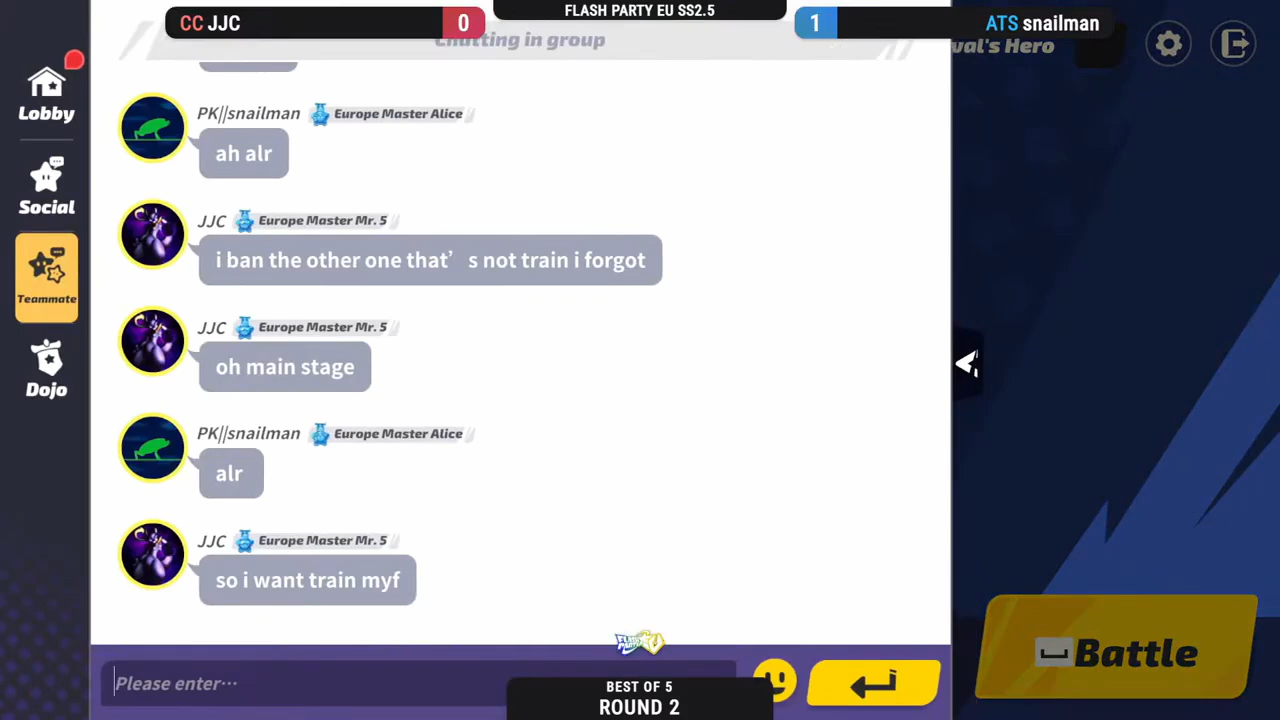 FLASH PARTY EU SS2.5
CC JJC
0
1
ATS snailman
Chatting in group
val's Hero
Lobby
Social
Teammate
Dojo
PK||snailman Europe Master Alice
ah alr
JJC Europe Master Mr. 5
i ban the other one that’s not train i forgot
JJC Europe Master Mr. 5
oh main stage
PK||snailman Europe Master Alice
alr
JJC Europe Master Mr. 5
so i want train myf
Please enter···
Battle
BEST OF 5
ROUND 2